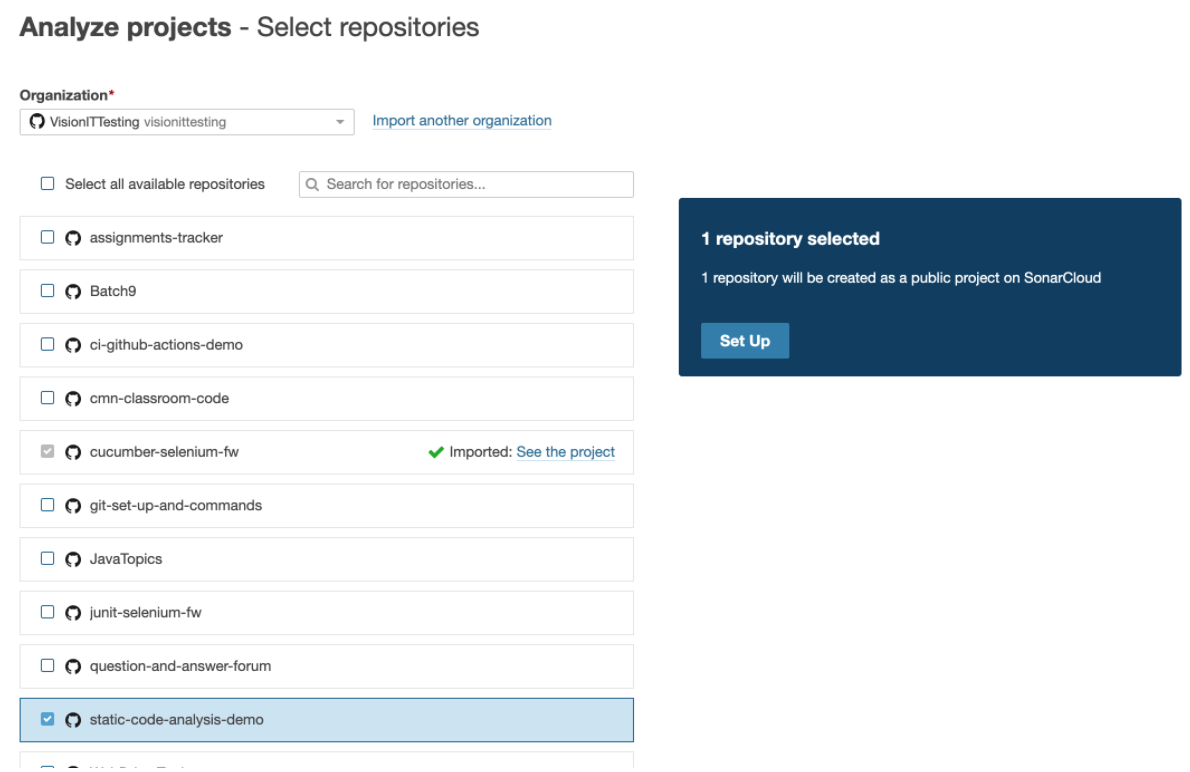 Analyze projects - Select repositories
Organization*
VisionITTesting visionittesting
Import another organization
Select all available repositories
Search for repositories...
assignments-tracker
Batch9
ci-github-actions-demo
cmn-classroom-code
cucumber-selenium-fw
Imported: See the project
git-set-up-and-commands
JavaTopics
junit-selenium-fw
question-and-answer-forum
static-code-analysis-demo
1 repository selected
1 repository will be created as a public project on SonarCloud
Set Up